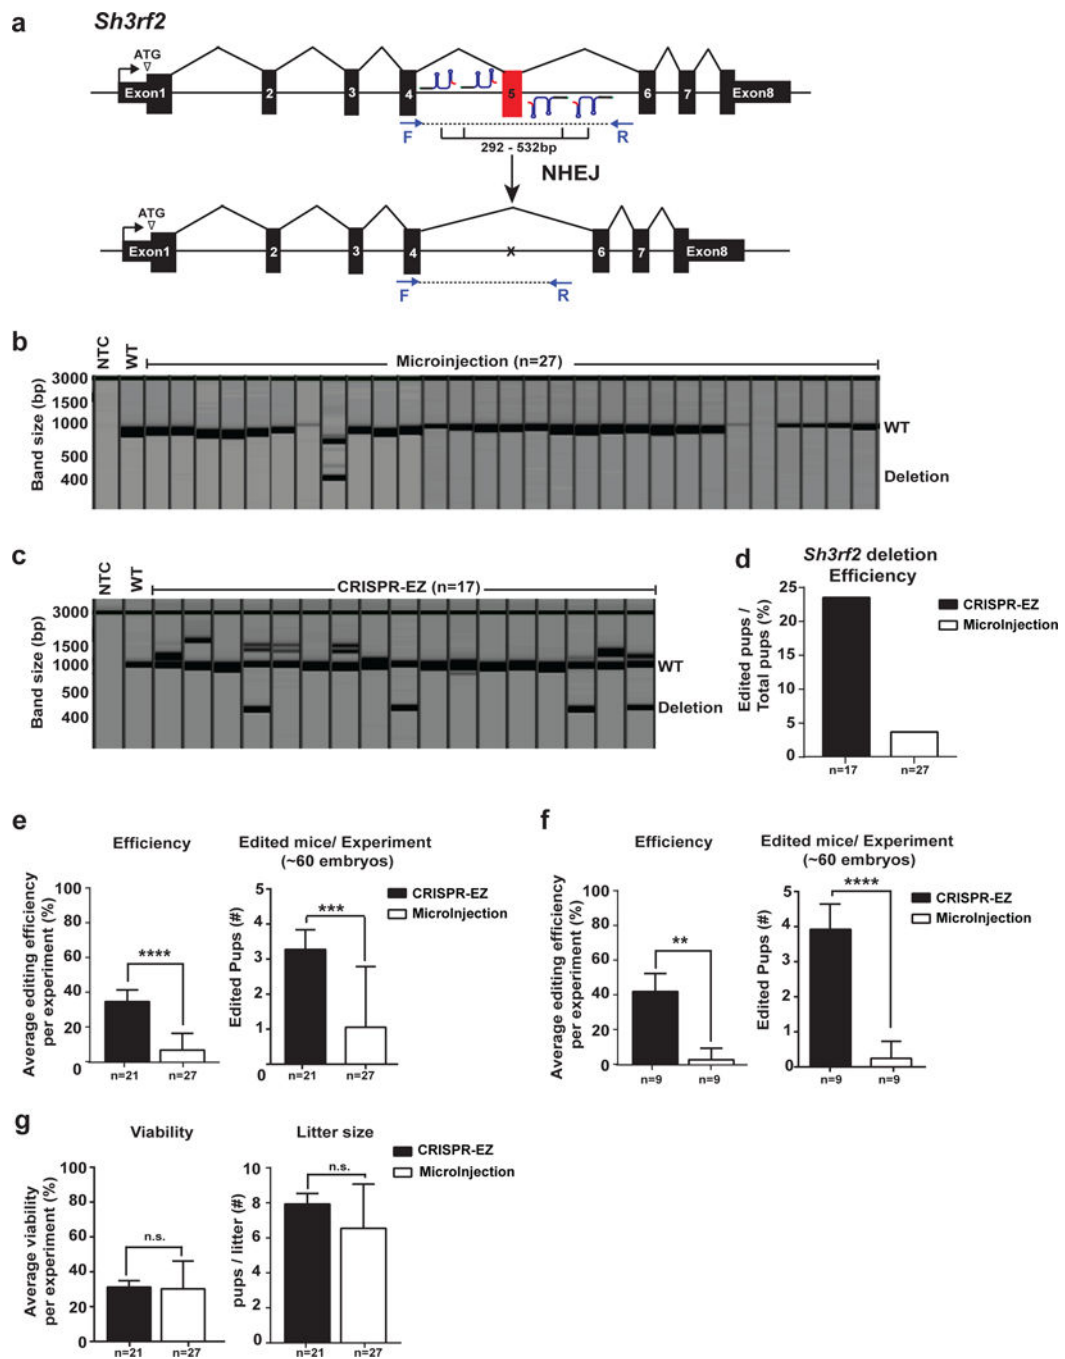 a
Sh3rf2
ATG
Exon1 2 3 4 5 6 7 Exon8
F R
292 - 532bp
NHEJ
ATG
Exon1 2 3 4 X 6 7 Exon8
F R
b
NTC
WT
Microinjection (n=27)
Band size (bp)
3000
1500
1000
500
400
WT
Deletion
c
NTC
WT
CRISPR-EZ (n=17)
Band size (bp)
3000
1500
1000
500
400
WT
Deletion
d
Sh3rf2 deletion
Efficiency
Edited pups /
Total pups (%)
25
20
15
10
5
0
n=17 n=27
CRISPR-EZ
MicroInjection
e
Efficiency
Average editing efficiency
per experiment (%)
100
80
60
40
20
0
****
n=21 n=27
Edited mice/ Experiment
(~60 embryos)
Edited Pups (#)
5
4
3
2
1
0
***
n=21 n=27
CRISPR-EZ
MicroInjection
f
Efficiency
Average editing efficiency
per experiment (%)
100
80
60
40
20
0
**
n=9 n=9
Edited mice/ Experiment
(~60 embryos)
Edited Pups (#)
5
4
3
2
1
0
****
n=9 n=9
CRISPR-EZ
MicroInjection
g
Viability
Average viability
per experiment (%)
100
80
60
40
20
0
n.s.
n=21 n=27
Litter size
pups / litter (#)
10
8
6
4
2
0
n.s.
n=21 n=27
CRISPR-EZ
MicroInjection